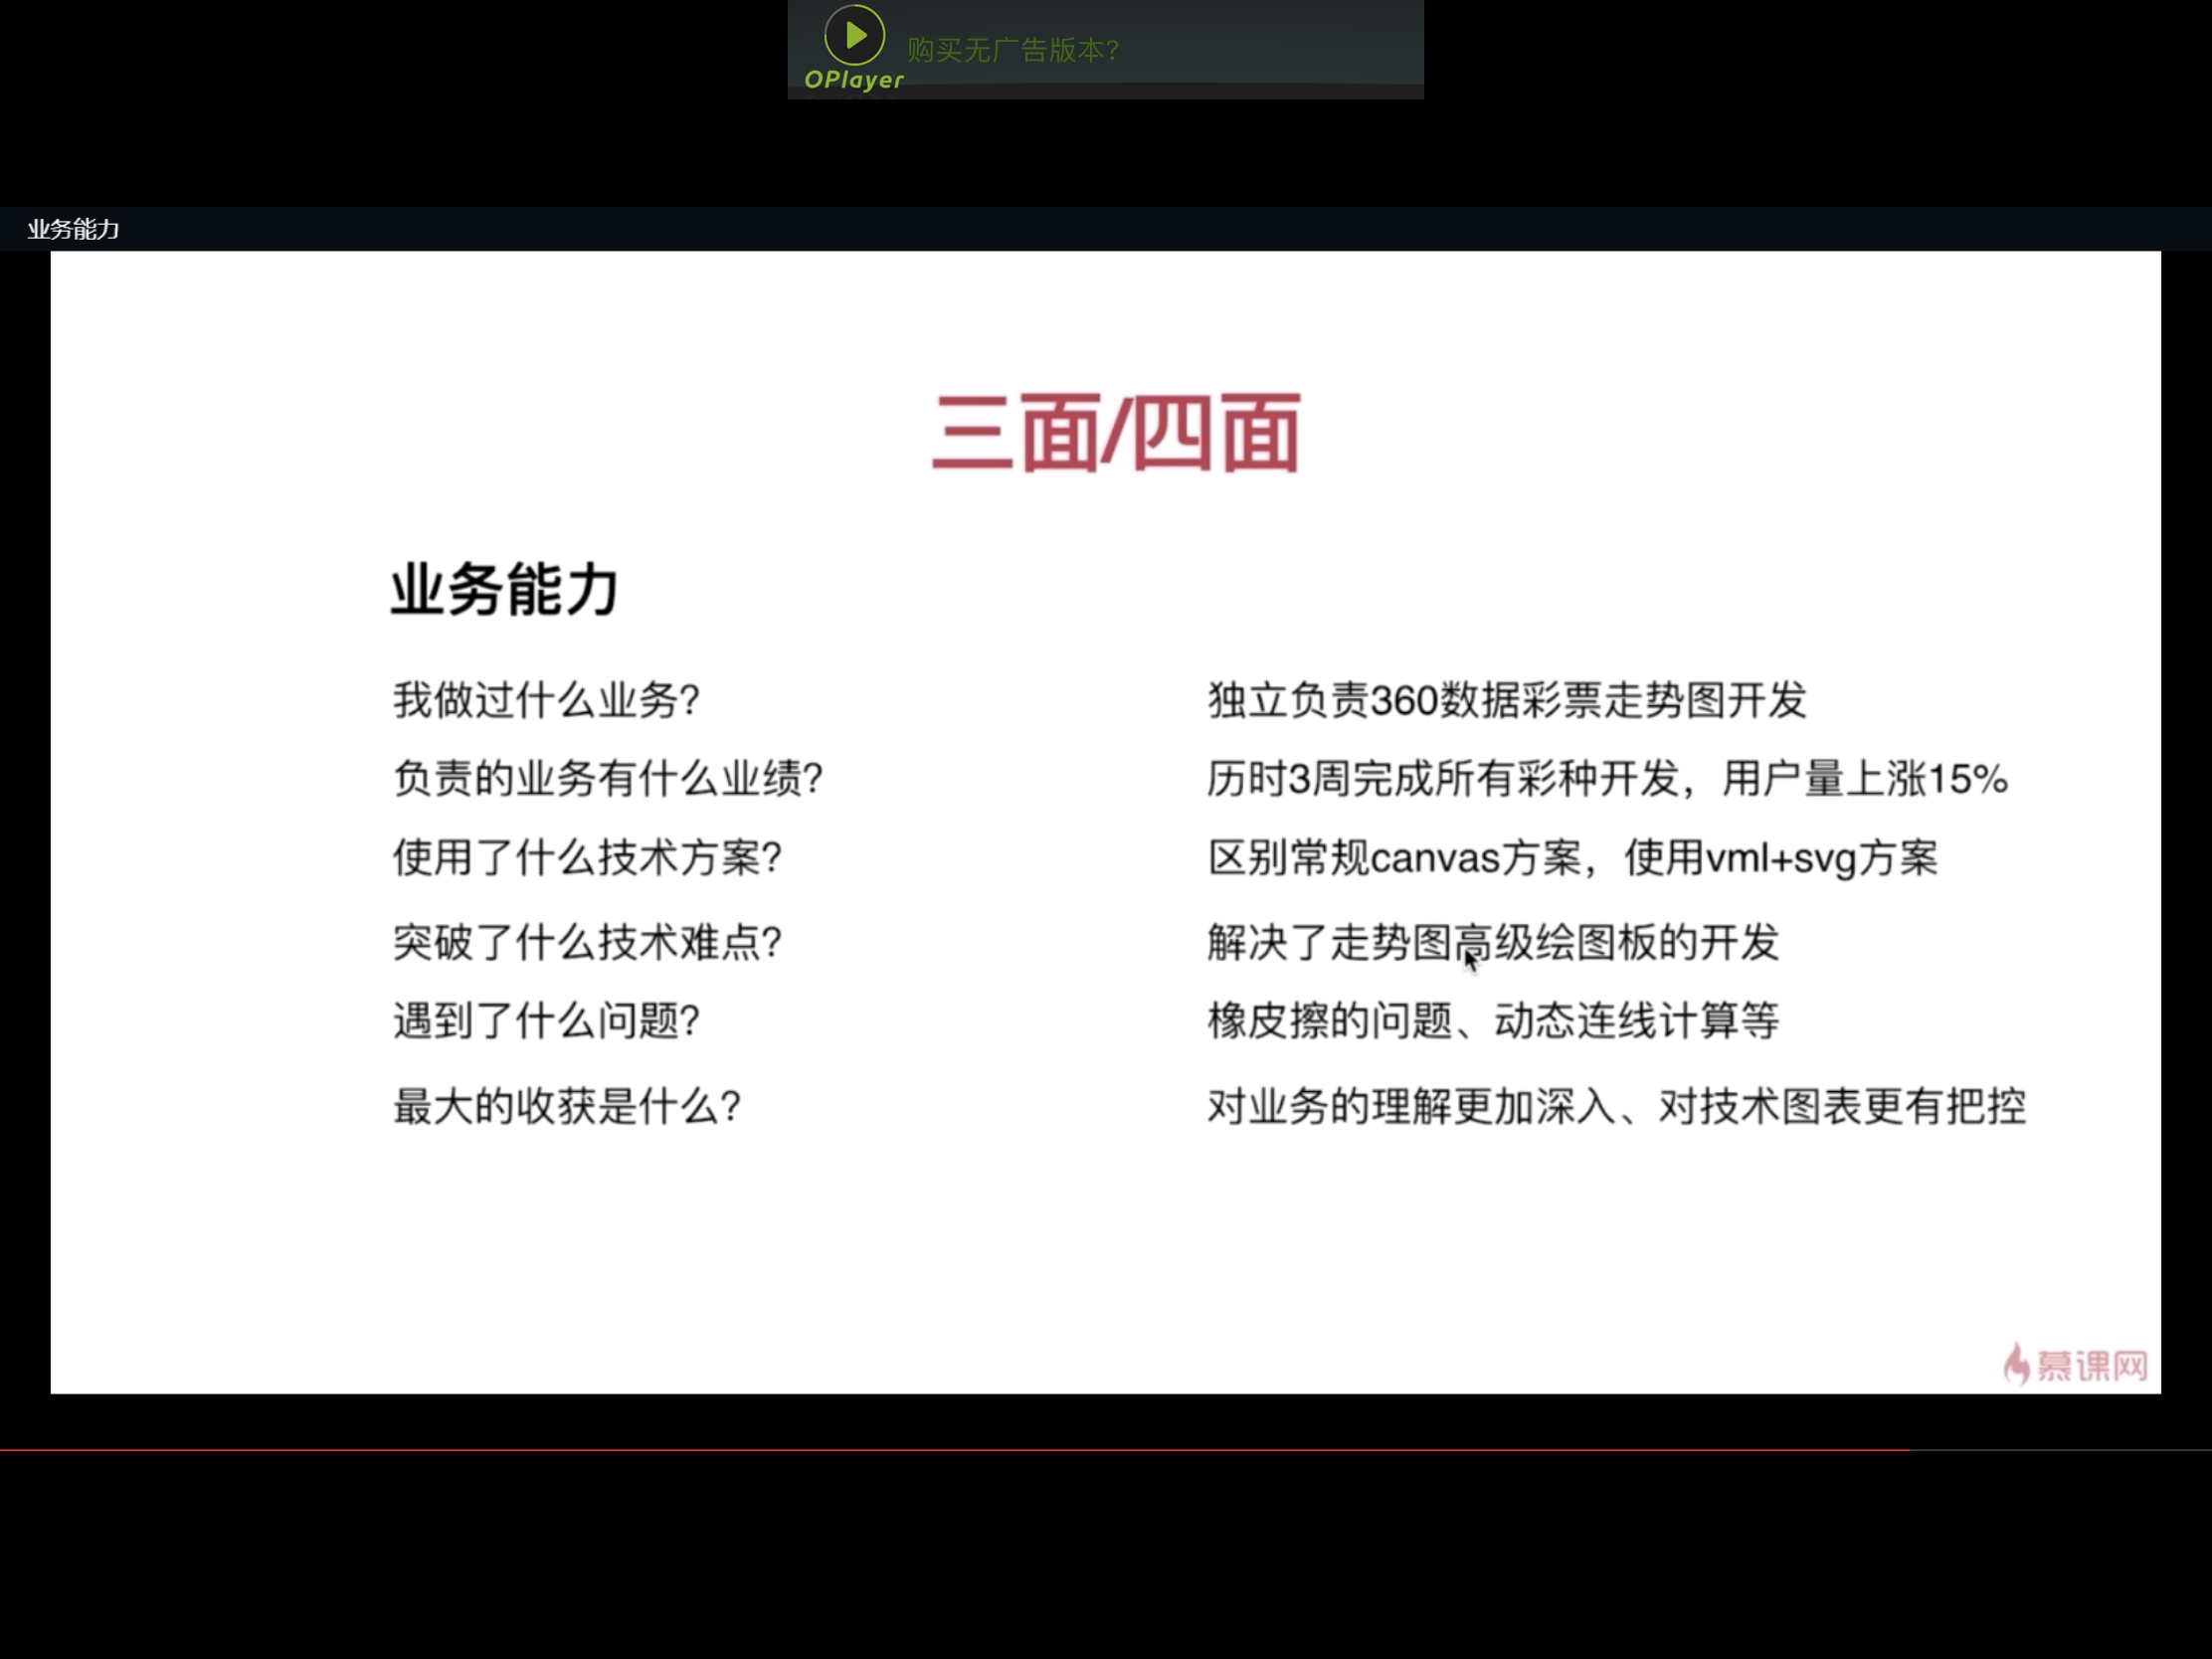 购买无广告版本?
OPlayer
业务能力
三面/四面
业务能力
我做过什么业务?
独立负责360数据彩票走势图开发
负责的业务有什么业绩?
历时3周完成所有彩种开发，用户量上涨15%
使用了什么技术方案?
区别常规canvas方案，使用vml+svg方案
突破了什么技术难点?
解决了走势图高级绘图板的开发
遇到了什么问题?
橡皮擦的问题、动态连线计算等
最大的收获是什么?
对业务的理解更加深入、对技术图表更有把控
慕课网